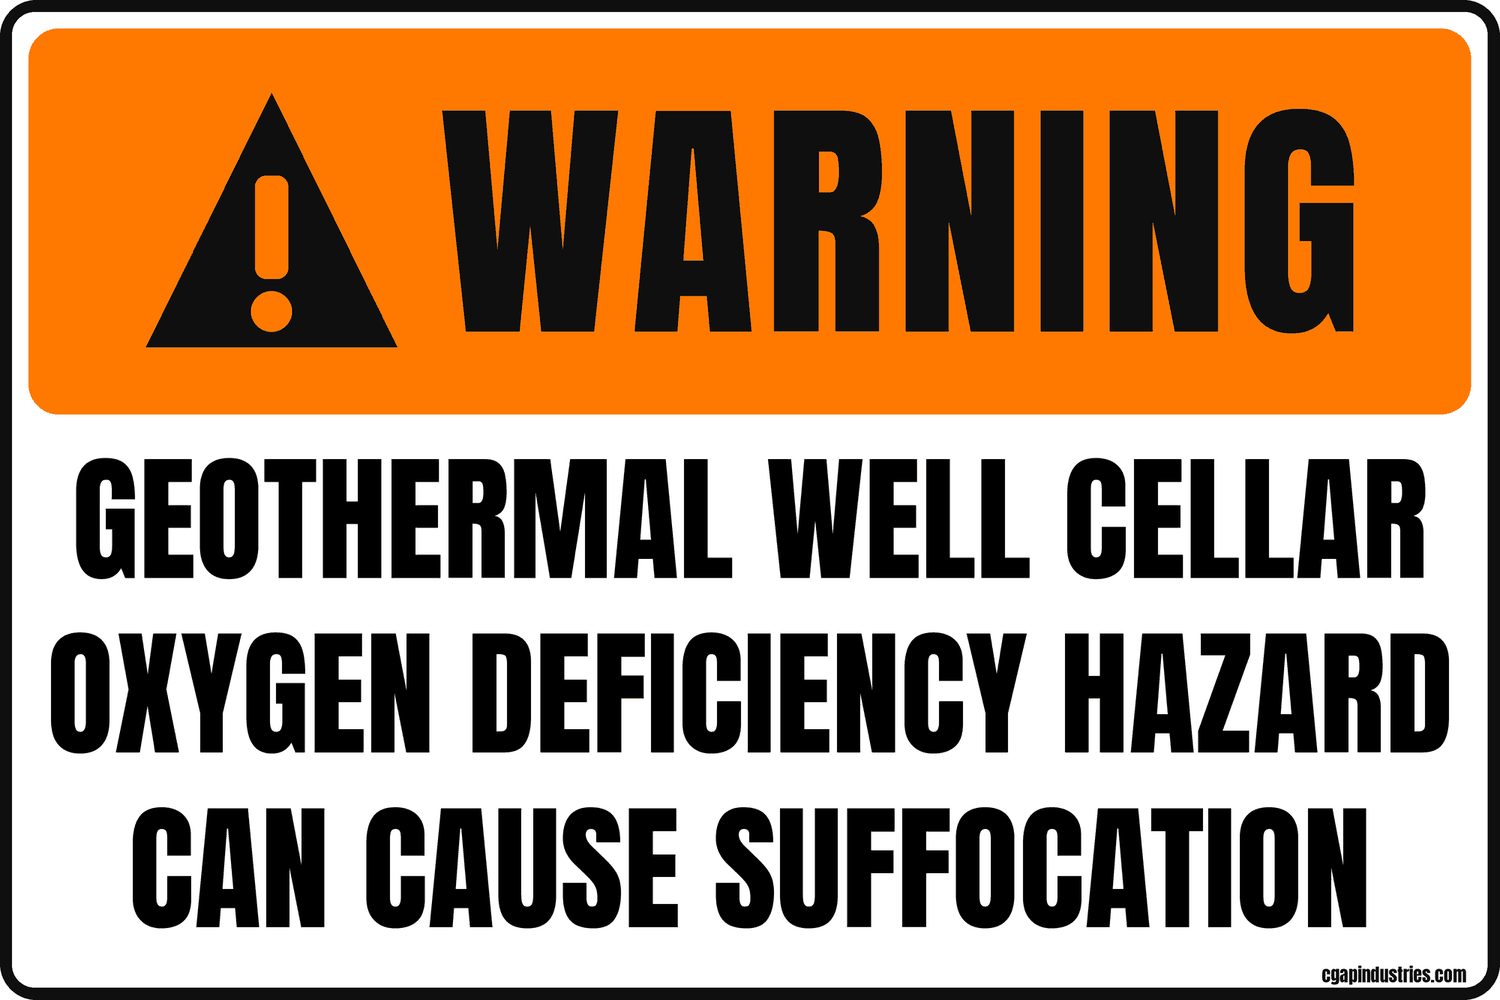 WARNING
GEOTHERMAL WELL CELLAR
OXYGEN DEFICIENCY HAZARD
CAN CAUSE SUFFOCATION
cgapindustries.com